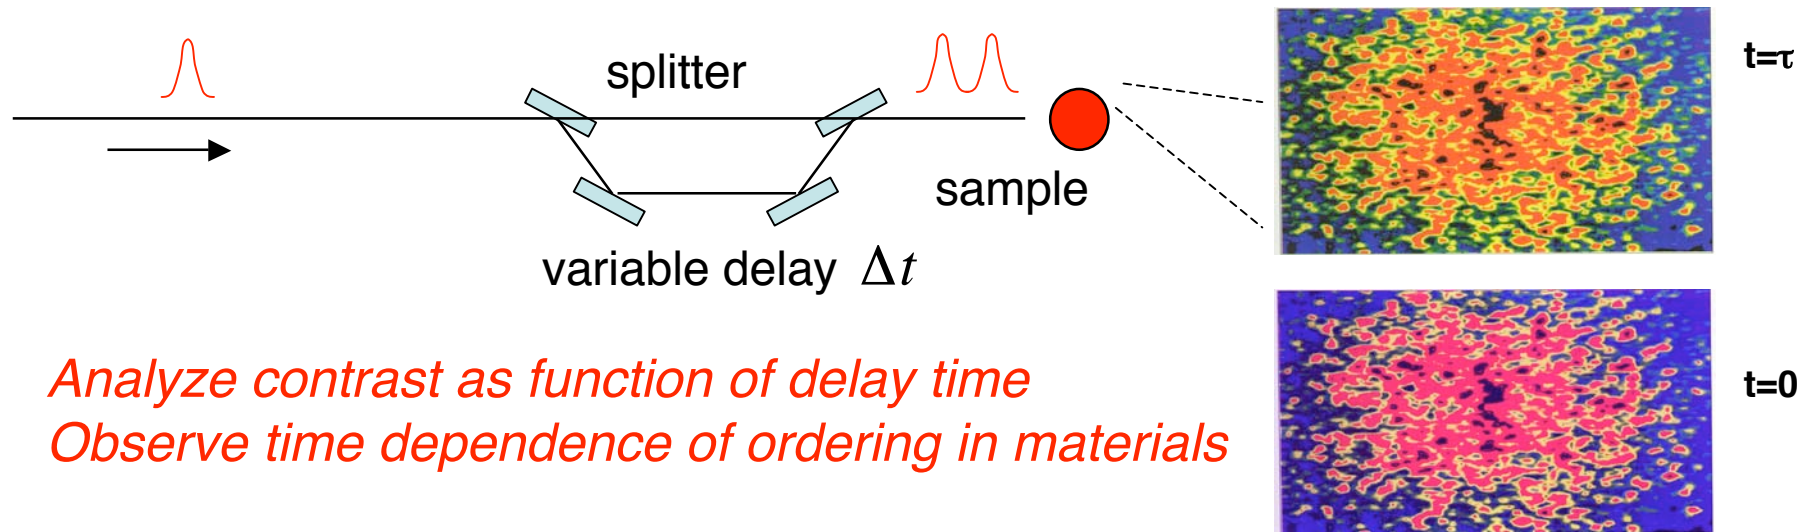 splitter
t=τ
sample
variable delay Δt
Analyze contrast as function of delay time
t=0
Observe time dependence of ordering in materials